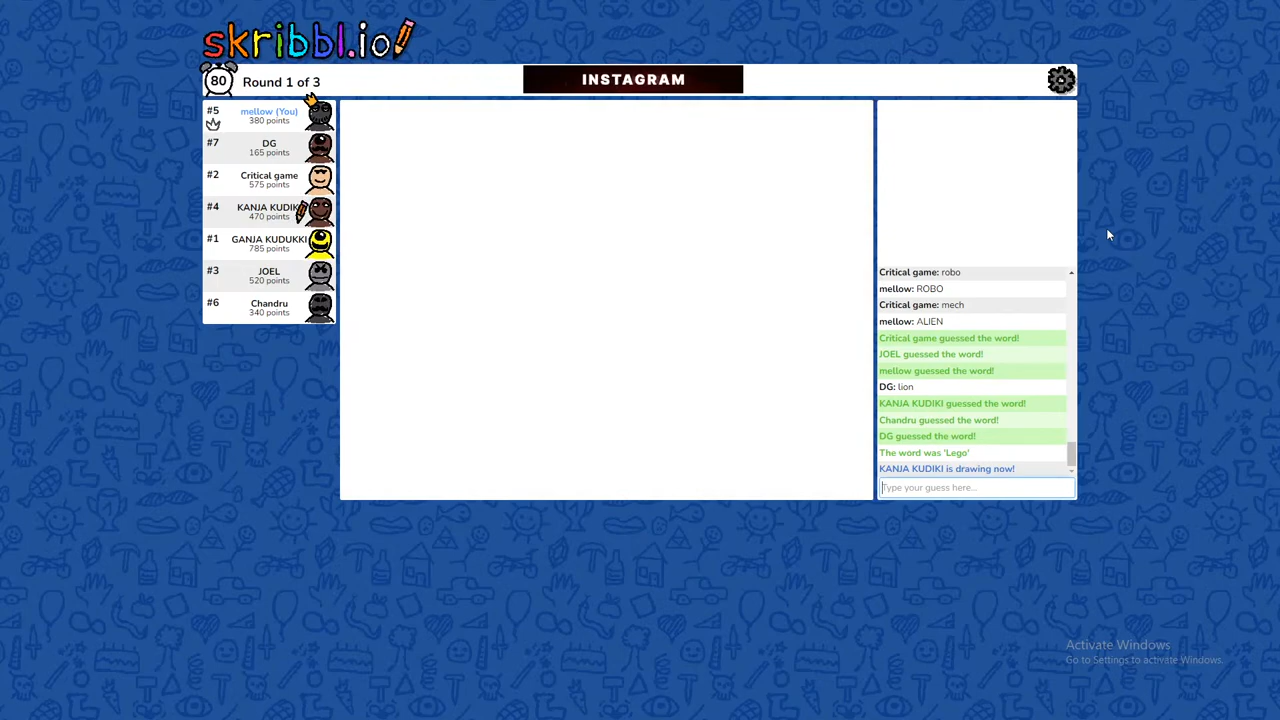 skribbl.io
80
Round 1 of 3
INSTAGRAM
#5
mellow (You)
380 points
#7
DG
165 points
#2
Critical game
575 points
#4
KANJA KUDIK
470 points
#1
GANJA KUDUKKI
785 points
#3
JOEL
520 points
#6
Chandru
340 points
Critical game: robo
mellow: ROBO
Critical game: mech
mellow: ALIEN
Critical game guessed the word!
JOEL guessed the word!
mellow guessed the word!
DG: lion
KANJA KUDIKI guessed the word!
Chandru guessed the word!
DG guessed the word!
The word was 'Lego'
KANJA KUDIKI is drawing now!
Type your guess here...
Activate Windows
Go to Settings to activate Windows.